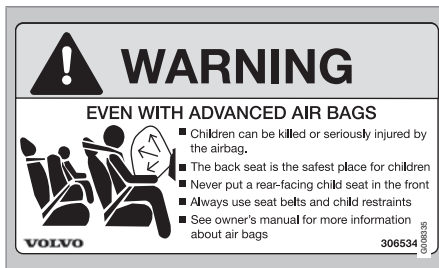 WARNING
EVEN WITH ADVANCED AIR BAGS
■ Children can be killed or seriously injured by
the airbag.
■ The back seat is the safest place for children
■ Never put a rear-facing child seat in the front
■ Always use seat belts and child restraints
■ See owner's manual for more information
about air bags
VOLVO
306534
G008335